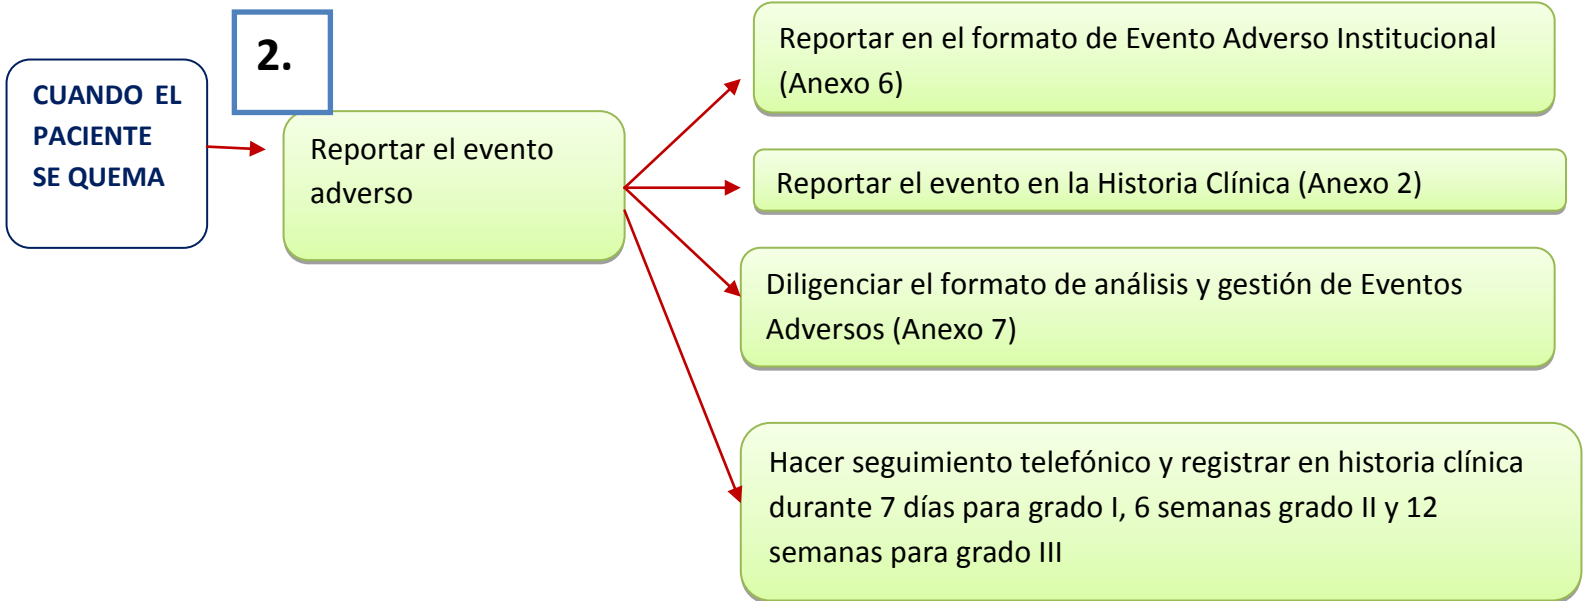 CUANDO EL
PACIENTE
SE QUEMA
2.
Reportar el evento
adverso
Reportar en el formato de Evento Adverso Institucional
(Anexo 6)
Reportar el evento en la Historia Clínica (Anexo 2)
Diligenciar el formato de análisis y gestión de Eventos
Adversos (Anexo 7)
Hacer seguimiento telefónico y registrar en historia clínica
durante 7 días para grado I, 6 semanas grado II y 12
semanas para grado III